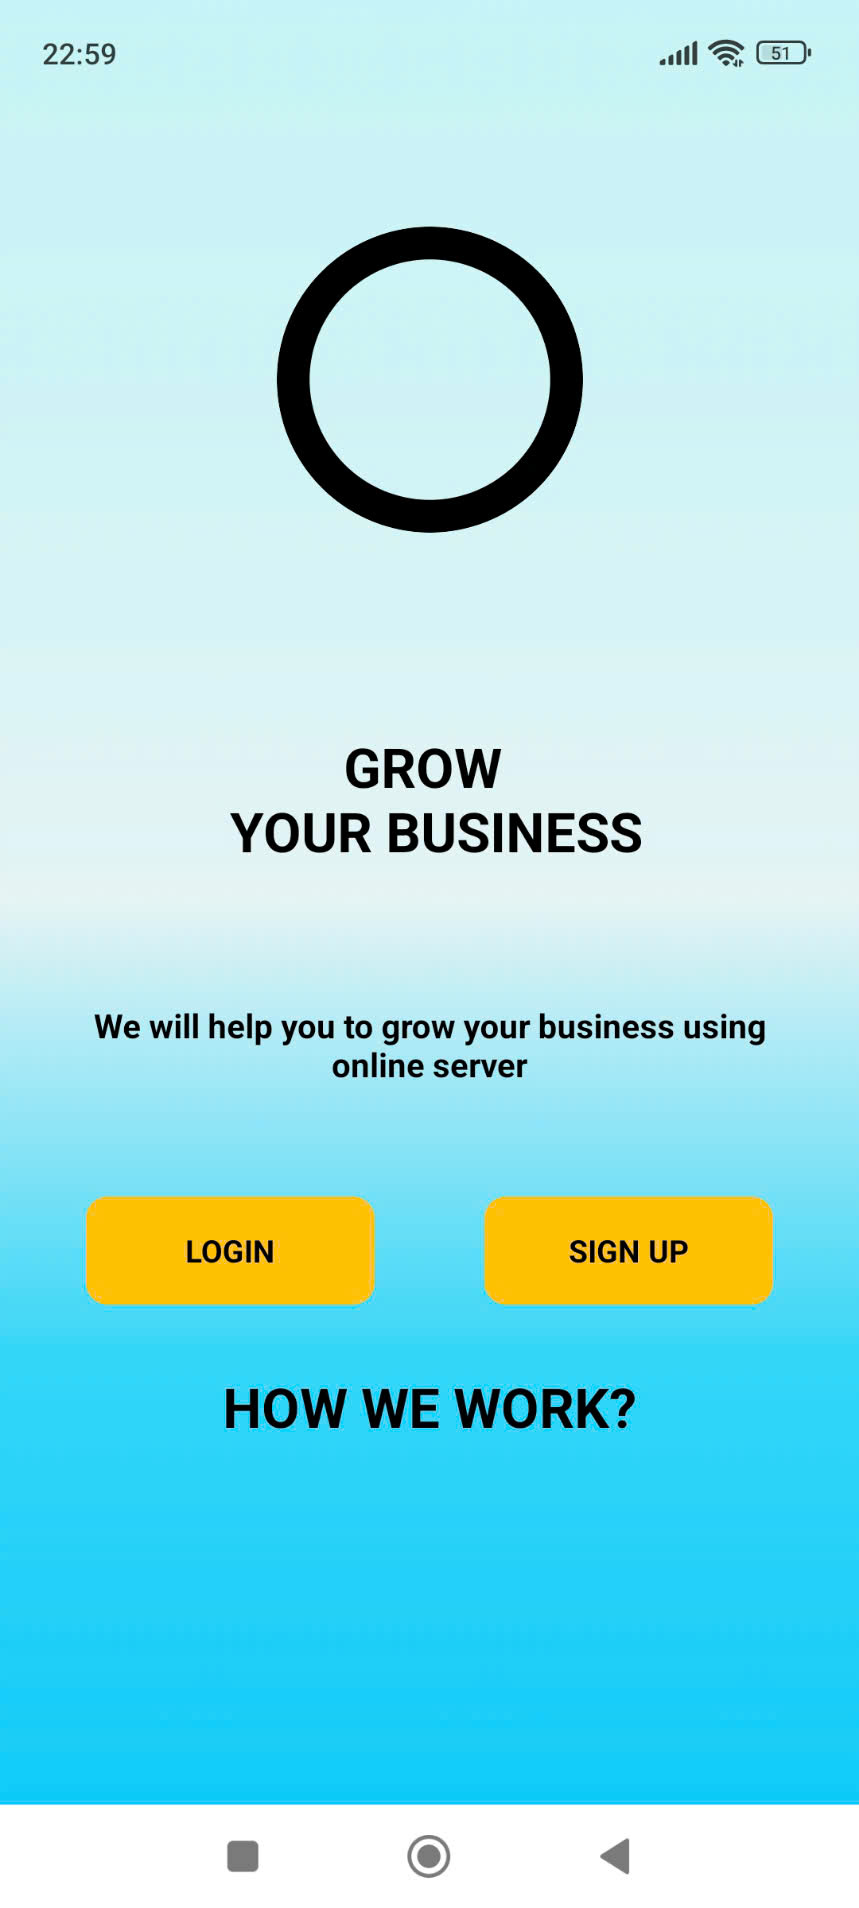 22:59
51
GROW
YOUR BUSINESS
We will help you to grow your business using
online server
LOGIN
SIGN UP
HOW WE WORK?